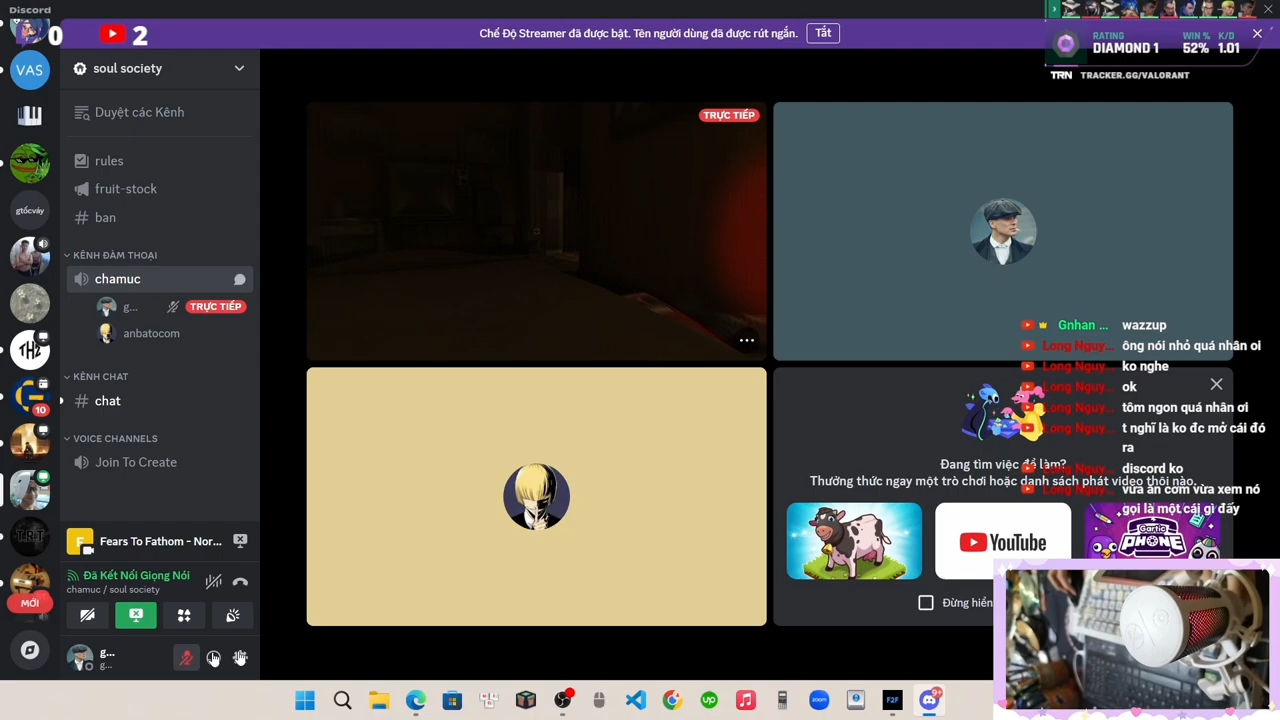 Discord
0
2
Chế Độ Streamer đã được bật. Tên người dùng đã được rút ngắn.
Tắt
RATING
DIAMOND 1
WIN %
52%
K/D
1.01
TRN
TRACKER.GG/VALORANT
VAS
soul society
Duyệt các Kênh
rules
fruit-stock
ban
gtốcváy
KÊNH ĐÀM THOẠI
chamuc
g...
TRỰC TIẾP
anbatocom
KÊNH CHAT
chat
VOICE CHANNELS
Join To Create
10
T.R.T
MỚI
F
Fears To Fathom - Nor...
Đã Kết Nối Giọng Nói
chamuc / soul society
g...
g...
TRỰC TIẾP
Gnhan ... wazzup
Long Nguy... ông nói nhỏ quá nhân oi
Long Nguy... ko nghe
Long Nguy... ok
Long Nguy... tôm ngon quá nhân ơi
Long Nguy... t nghĩ là ko đc mở cái đó
ra
Long Nguy... discord ko
Long Nguy... vừa ăn cơm vừa xem nó
gọi là một cái gì đấy
Đang tìm việc để làm?
Thưởng thức ngay một trò chơi hoặc danh sách phát video thôi nào.
YouTube
GARTIC
PHONE
Đừng hiển
up
zoom
F2F
9+